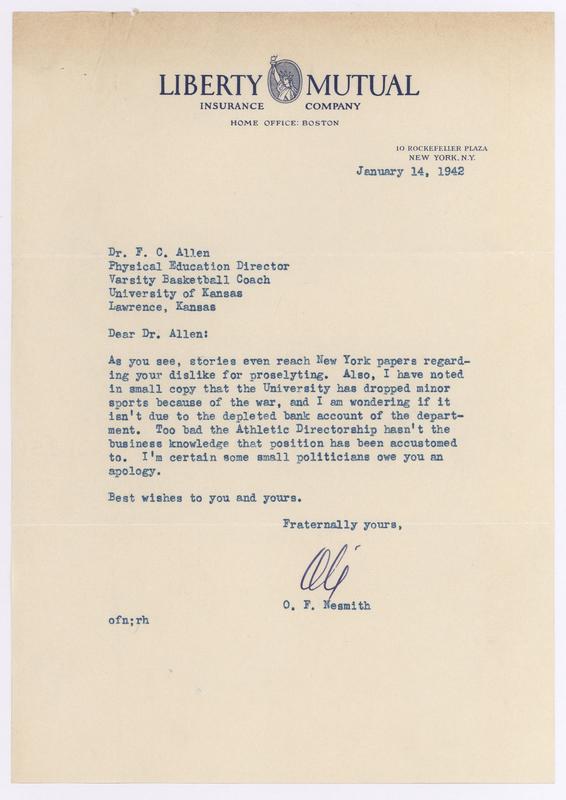 LIBERTY MUTUAL
INSURANCE COMPANY
HOME OFFICE: BOSTON
10 ROCKEFELLER PLAZA
NEW YORK, N.Y.
January 14, 1942
Dr. F. C. Allen
Physical Education Director
Varsity Basketball Coach
University of Kansas
Lawrence, Kansas
Dear Dr. Allen:
As you see, stories even reach New York papers regard-
ing your dislike for proselyting. Also, I have noted
in small copy that the University has dropped minor
sports because of the war, and I am wondering if it
isn't due to the depleted bank account of the depart-
ment. Too bad the Athletic Directorship hasn't the
business knowledge that position has been accustomed
to. I'm certain some small politicians owe you an
apology.
Best wishes to you and yours.
Fraternally yours,
Ole
O. F. Nesmith
ofn;rh